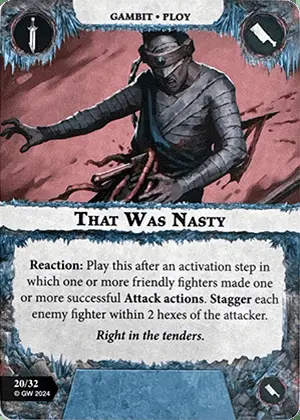 GAMBIT • PLOY
THAT WAS NASTY
Reaction: Play this after an activation step in
which one or more friendly fighters made one
or more successful Attack actions. Stagger each
enemy fighter within 2 hexes of the attacker.
Right in the tenders.
20/32
© GW 2024